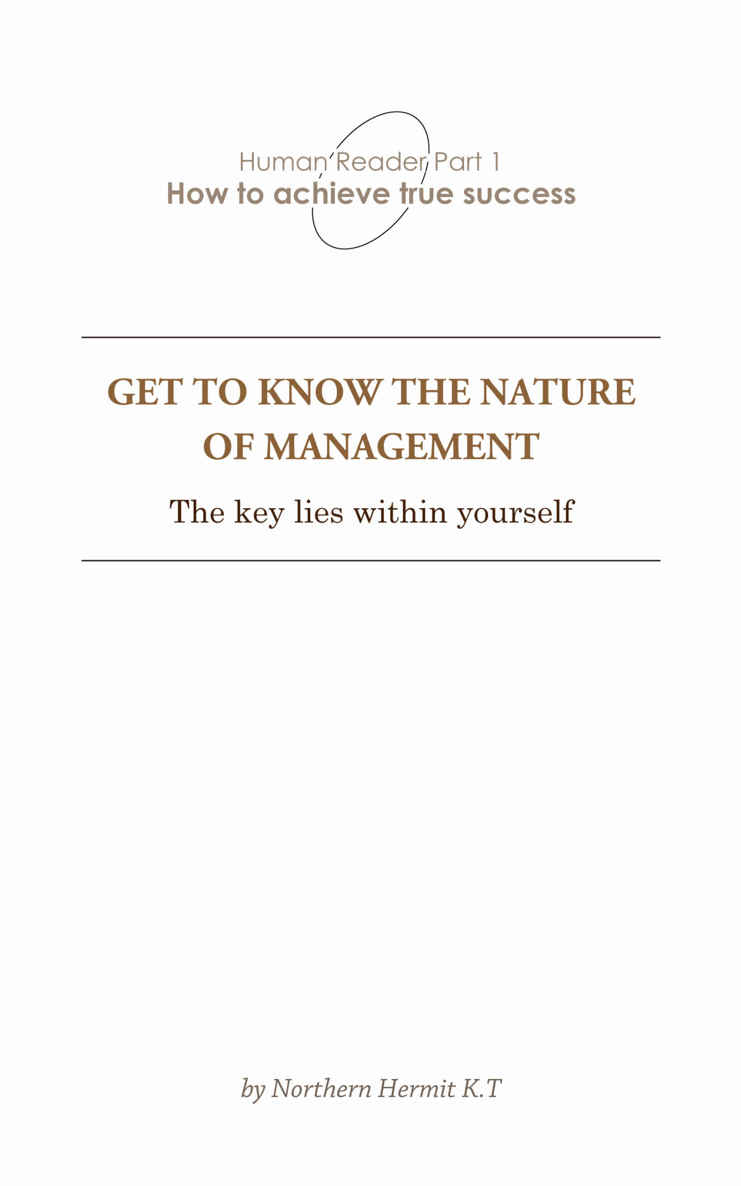 Human Reader Part 1
How to achieve true success
GET TO KNOW THE NATURE
OF MANAGEMENT
The key lies within yourself
by Northern Hermit K.T